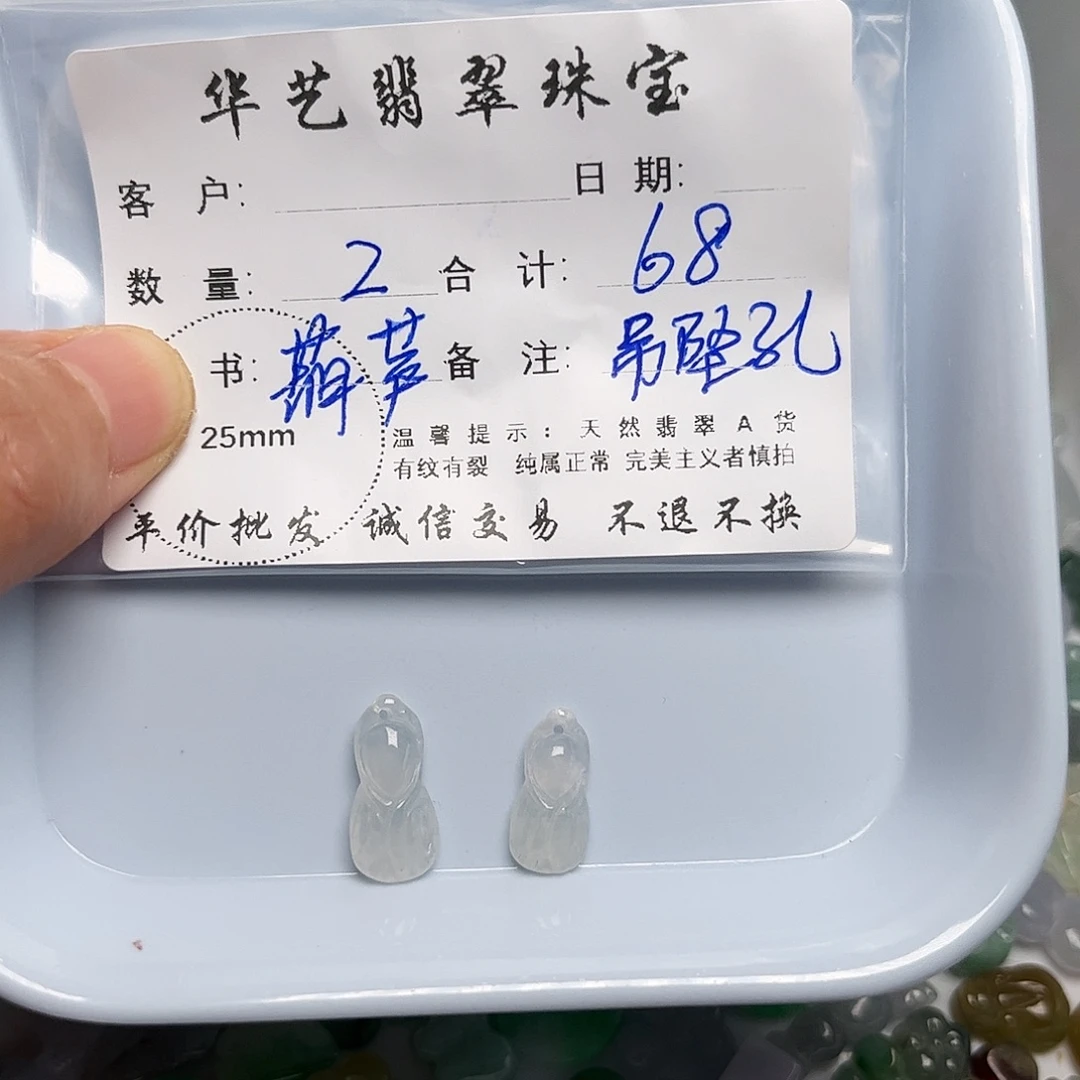 华艺翡翠珠宝
客 户: 日 期:
数 量: 2 合 计: 68
书: 葫芦 备 注: 吊坠孔
25mm
温馨提示：天然翡翠A货
有纹有裂 纯属正常 完美主义者慎拍
平价批发 诚信交易 不退不换